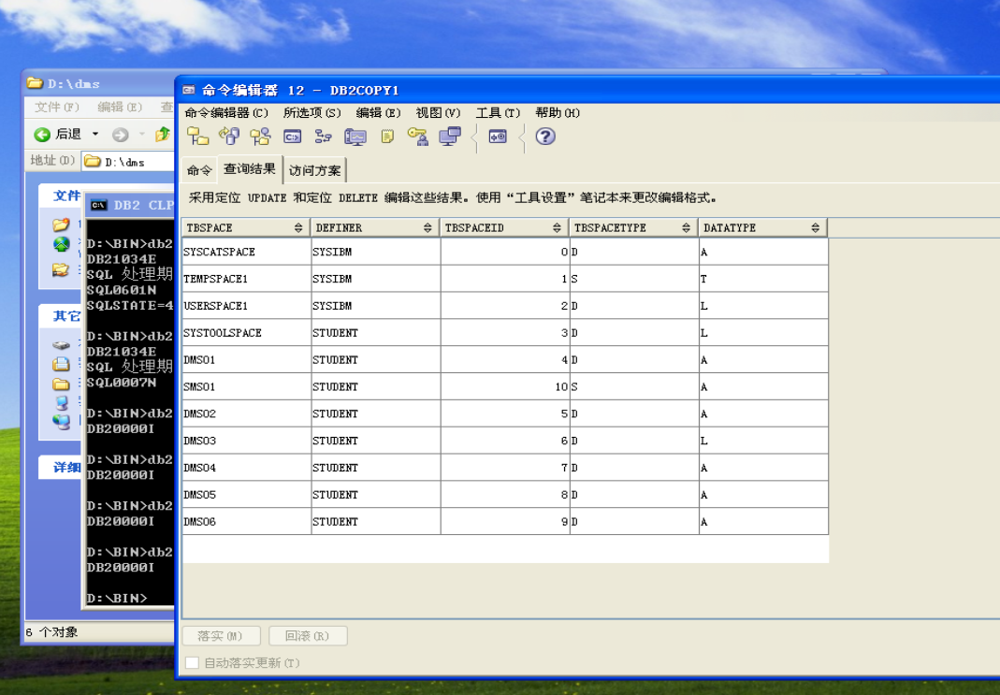 D:\dms
文件(F) 编辑(E) 查
后退
地址(D) D:\dms
文件
其它
详细
6 个对象
DB2 CLP
D:\BIN>db2
DB21034E
SQL 处理期
SQL0601N
SQLSTATE=4
D:\BIN>db2
DB21034E
SQL 处理期
SQL0007N
D:\BIN>db2
DB20000I
D:\BIN>db2
DB20000I
D:\BIN>db2
DB20000I
D:\BIN>db2
DB20000I
D:\BIN>
命令编辑器 12 - DB2COPY1
命令编辑器(C) 所选项(S) 编辑(E) 视图(V) 工具(T) 帮助(H)
命令 查询结果 访问方案
采用定位 UPDATE 和定位 DELETE 编辑这些结果。使用“工具设置”笔记本来更改编辑格式。
TBSPACE DEFINER TBSPACEID TBSPACETYPE DATATYPE
SYSCATSPACE SYSIBM 0 D A
TEMPSPACE1 SYSIBM 1 S T
USERSPACE1 SYSIBM 2 D L
SYSTOOLSPACE STUDENT 3 D L
DMS01 STUDENT 4 D A
SMS01 STUDENT 10 S A
DMS02 STUDENT 5 D A
DMS03 STUDENT 6 D L
DMS04 STUDENT 7 D A
DMS05 STUDENT 8 D A
DMS06 STUDENT 9 D A
落实(M) 回滚(R)
自动落实更新(T)